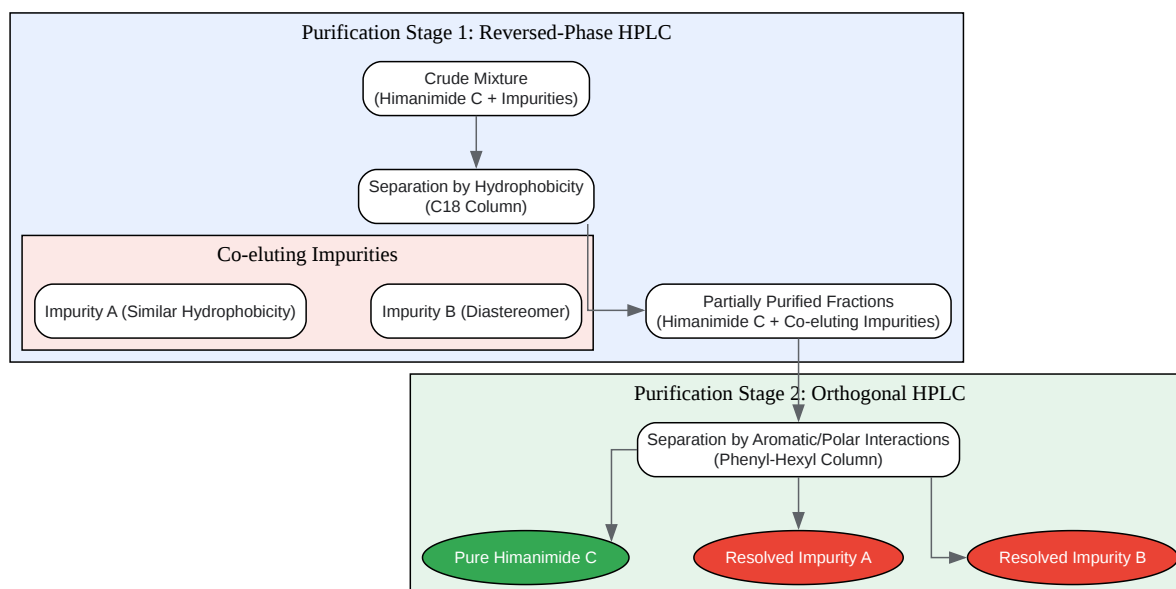 Purification Stage 1: Reversed-Phase HPLC
Crude Mixture
(Himanimide C + Impurities)
Separation by Hydrophobicity
(C18 Column)
Co-eluting Impurities
Impurity A (Similar Hydrophobicity)
Impurity B (Diastereomer)
Partially Purified Fractions
(Himanimide C + Co-eluting Impurities)
Purification Stage 2: Orthogonal HPLC
Separation by Aromatic/Polar Interactions
(Phenyl-Hexyl Column)
Pure Himanimide C
Resolved Impurity A
Resolved Impurity B